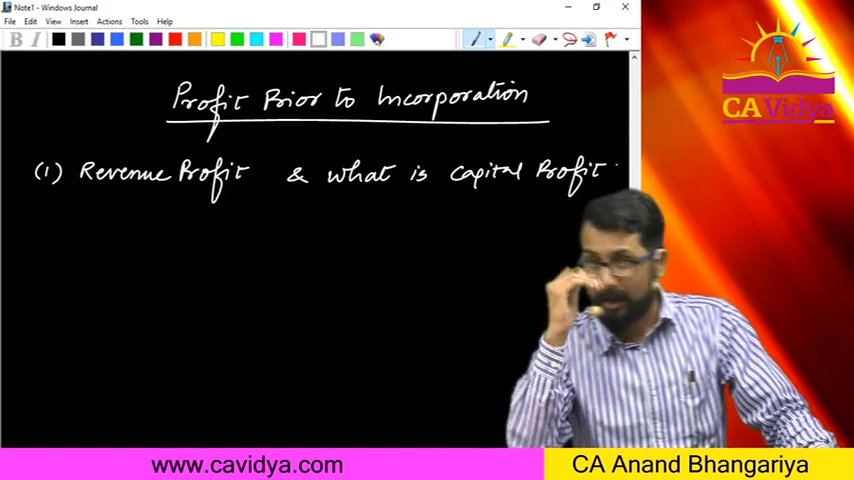 Note1 - Windows Journal
File Edit View Insert Actions Tools Help
B I
Profit Prior to Incorporation
(1) Revenue Profit & what is Capital Profit
CA Vidya
www.cavidya.com
CA Anand Bhangariya